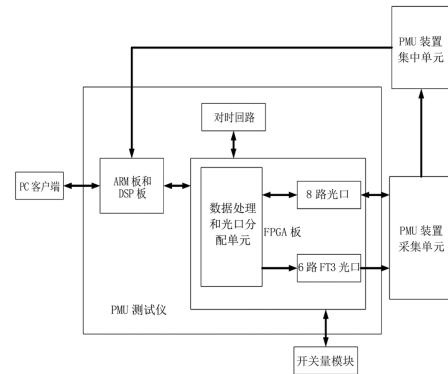 PMU 装置
集中单元
对时回路
PC 客户端
ARM 板和
DSP 板
数据处理
和光口分
配单元
FPGA 板
8 路光口
6 路 FT3 光口
PMU 装置
采集单元
PMU 测试仪
开关量模块